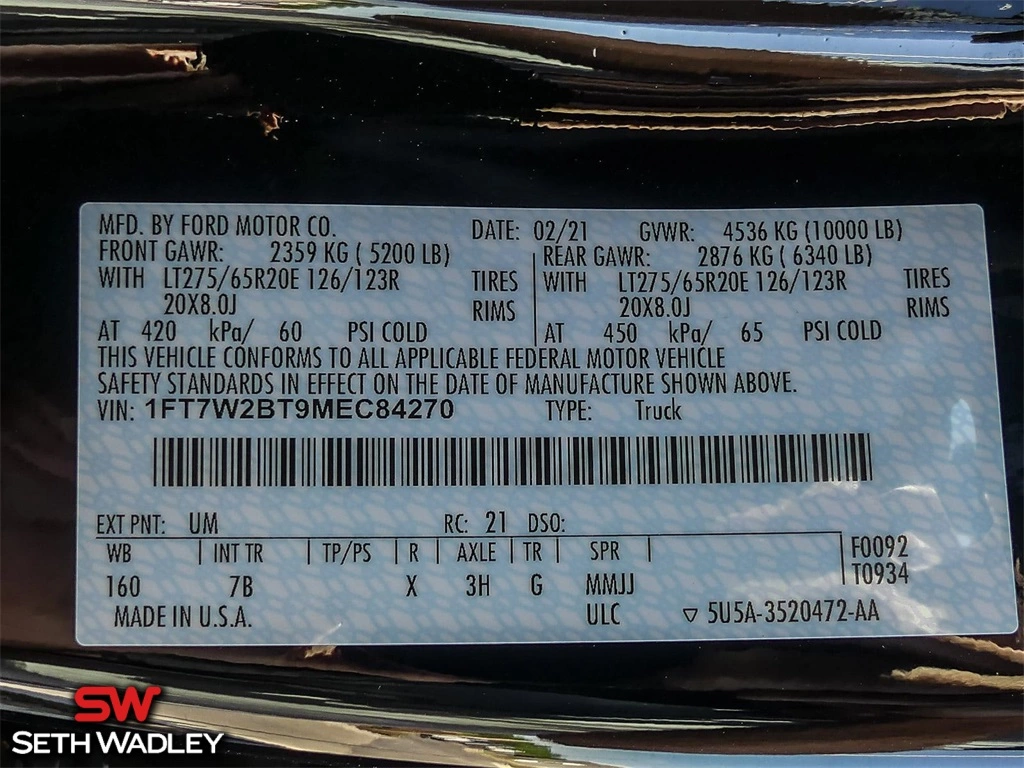 MFD. BY FORD MOTOR CO. DATE: 02/21 GVWR: 4536 KG (10000 LB)
FRONT GAWR: 2359 KG ( 5200 LB) REAR GAWR: 2876 KG ( 6340 LB)
WITH LT275/65R20E 126/123R TIRES WITH LT275/65R20E 126/123R TIRES
20X8.0J RIMS 20X8.0J RIMS
AT 420 kPa/ 60 PSI COLD AT 450 kPa/ 65 PSI COLD
THIS VEHICLE CONFORMS TO ALL APPLICABLE FEDERAL MOTOR VEHICLE
SAFETY STANDARDS IN EFFECT ON THE DATE OF MANUFACTURE SHOWN ABOVE.
VIN: 1FT7W2BT9MEC84270 TYPE: Truck
EXT PNT: UM RC: 21 DSO:
WB INT TR TP/PS R AXLE TR SPR F0092
160 7B X 3H G MMJJ T0934
MADE IN U.S.A. ULC ▽ 5U5A-3520472-AA
SW
SETH WADLEY